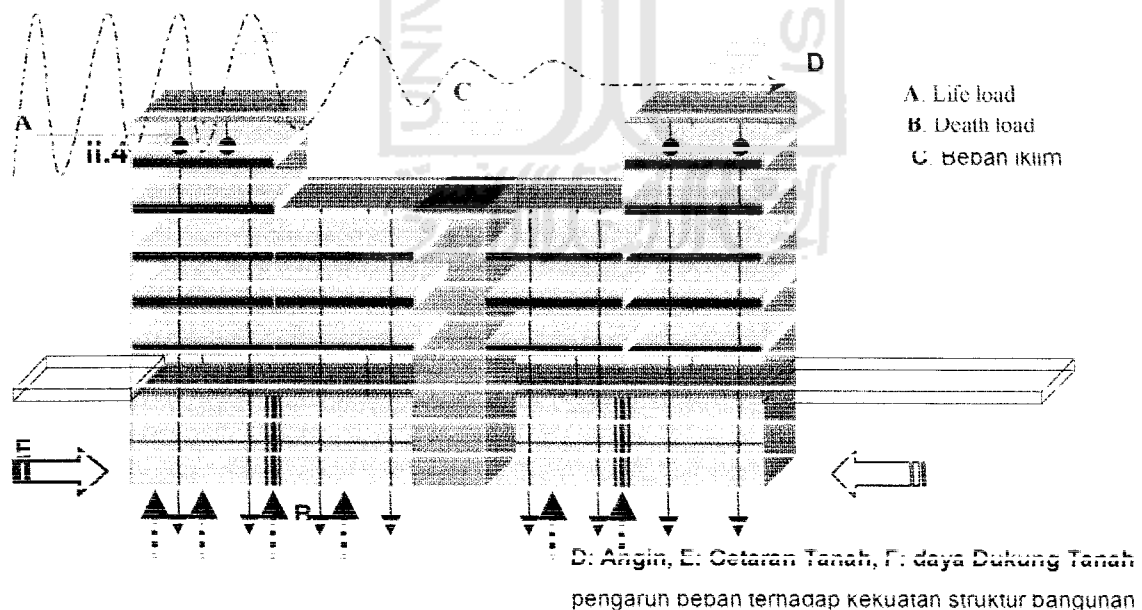 D
C
A
ii.4
A. Life load
B. Death load
C. Beban iklim
E
D: Angin, E: Getaran Tanah, F: daya Dukung Tanah
pengaruh beban terhadap kekuatan struktur bangunan